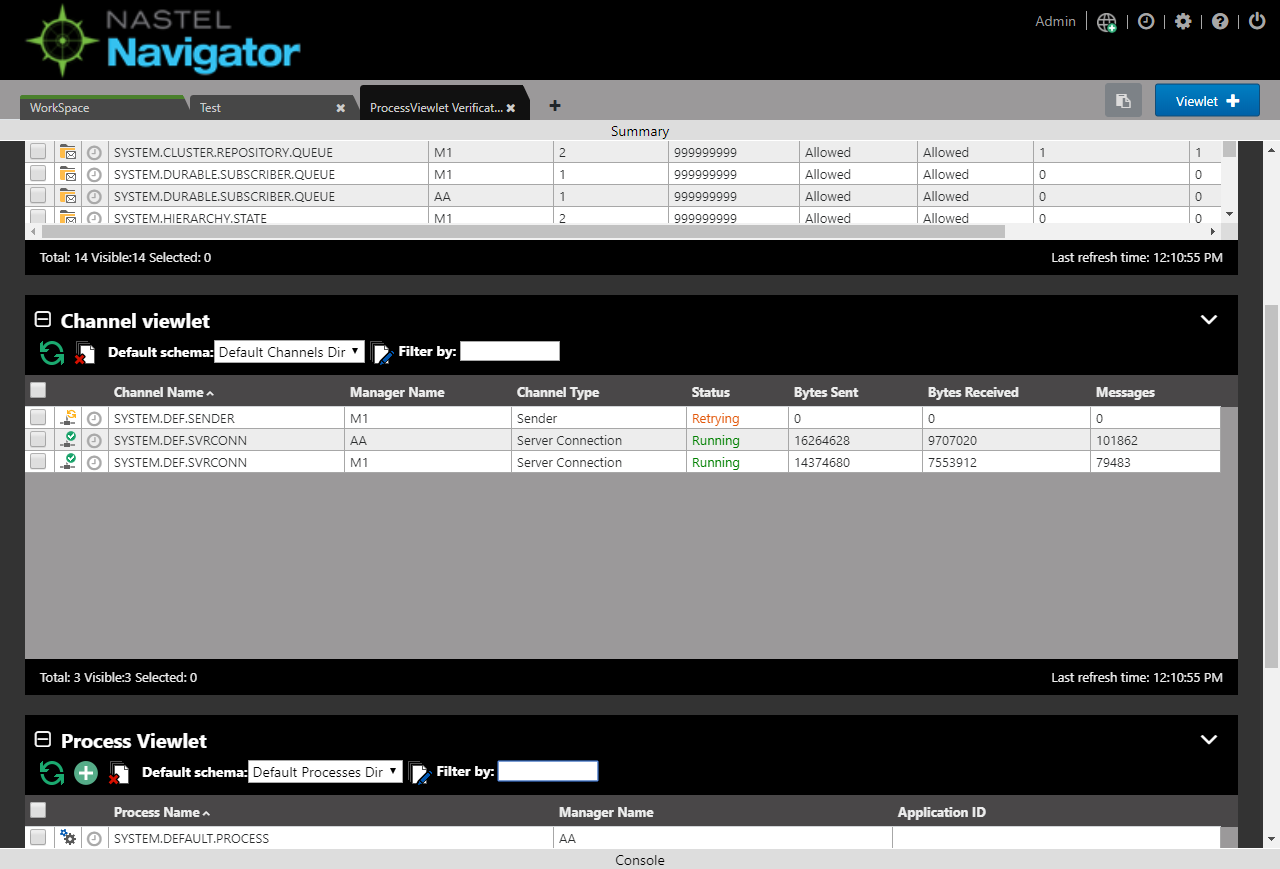 NASTEL
Navigator
Admin
WorkSpace Test ProcessViewlet Verificat... Viewlet
Summary
SYSTEM.CLUSTER.REPOSITORY.QUEUE M1 2 999999999 Allowed Allowed 1 1
SYSTEM.DURABLE.SUBSCRIBER.QUEUE M1 1 999999999 Allowed Allowed 0 0
SYSTEM.DURABLE.SUBSCRIBER.QUEUE AA 1 999999999 Allowed Allowed 0 0
SYSTEM.HIERARCHY.STATE M1 2 999999999 Allowed Allowed 0 0
Total: 14 Visible:14 Selected: 0 Last refresh time: 12:10:55 PM
Channel viewlet
Default schema: Default Channels Dir Filter by:
Channel Name Manager Name Channel Type Status Bytes Sent Bytes Received Messages
SYSTEM.DEF.SENDER M1 Sender Retrying 0 0 0
SYSTEM.DEF.SVRCONN AA Server Connection Running 16264628 9707020 101862
SYSTEM.DEF.SVRCONN M1 Server Connection Running 14374680 7553912 79483
Total: 3 Visible:3 Selected: 0 Last refresh time: 12:10:55 PM
Process Viewlet
Default schema: Default Processes Dir Filter by:
Process Name Manager Name Application ID
SYSTEM.DEFAULT.PROCESS AA
Console